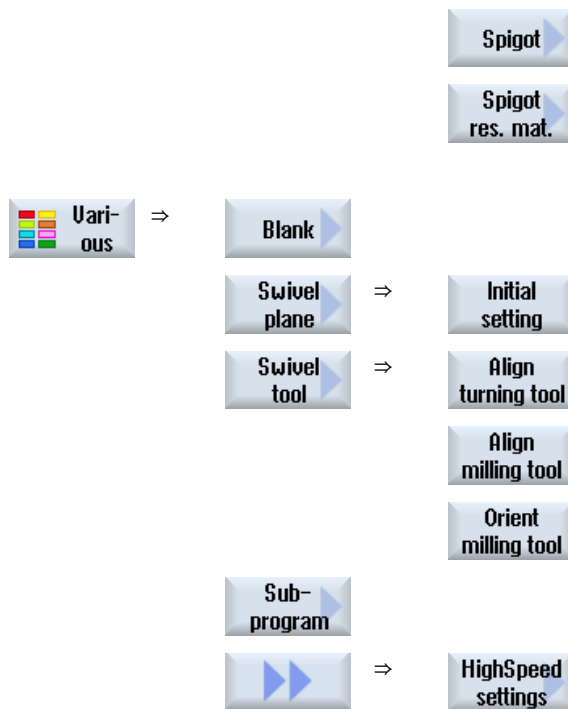 Spigot
Spigot
res. mat.
Vari-
ous
⇒
Blank
Swivel
plane
⇒
Initial
setting
Swivel
tool
⇒
Align
turning tool
Align
milling tool
Orient
milling tool
Sub-
program
⇒
HighSpeed
settings